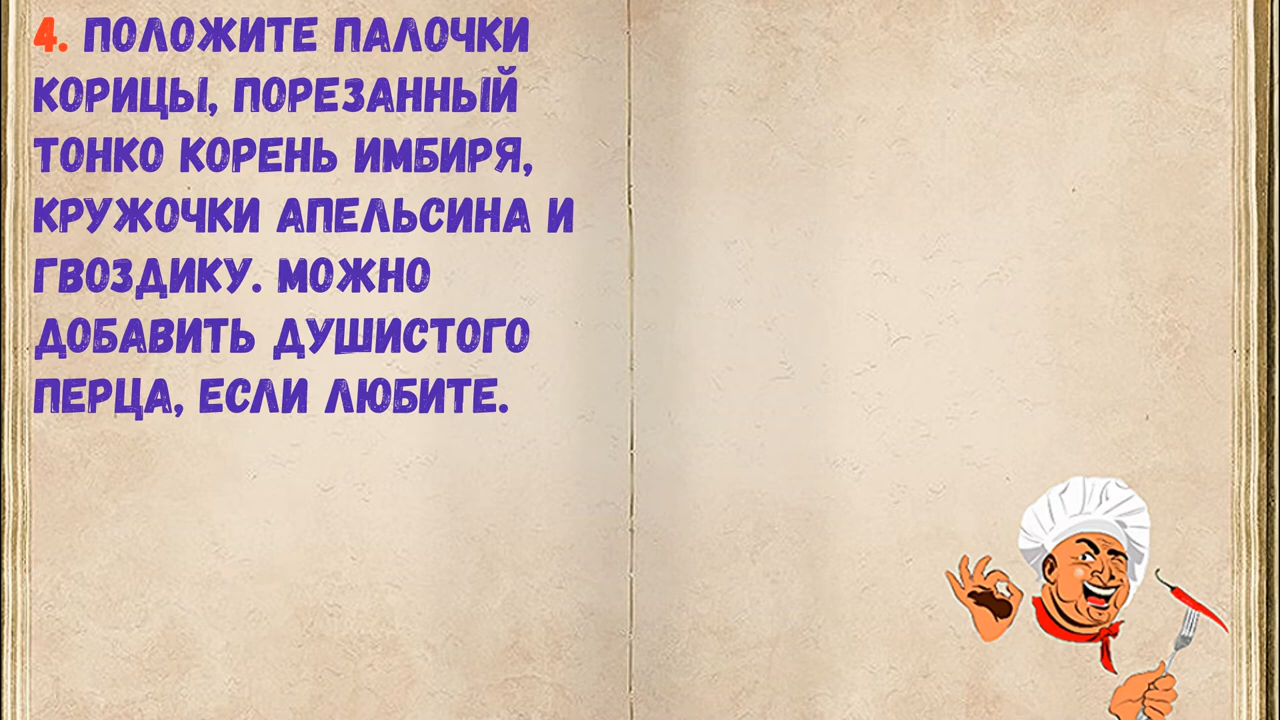 4. ПОЛОЖИТЕ ПАЛОЧКИ
КОРИЦЫ, ПОРЕЗАННЫЙ
ТОНКО КОРЕНЬ ИМБИРЯ,
КРУЖОЧКИ АПЕЛЬСИНА И
ГВОЗДИКУ. МОЖНО
ДОБАВИТЬ ДУШИСТОГО
ПЕРЦА, ЕСЛИ ЛЮБИТЕ.